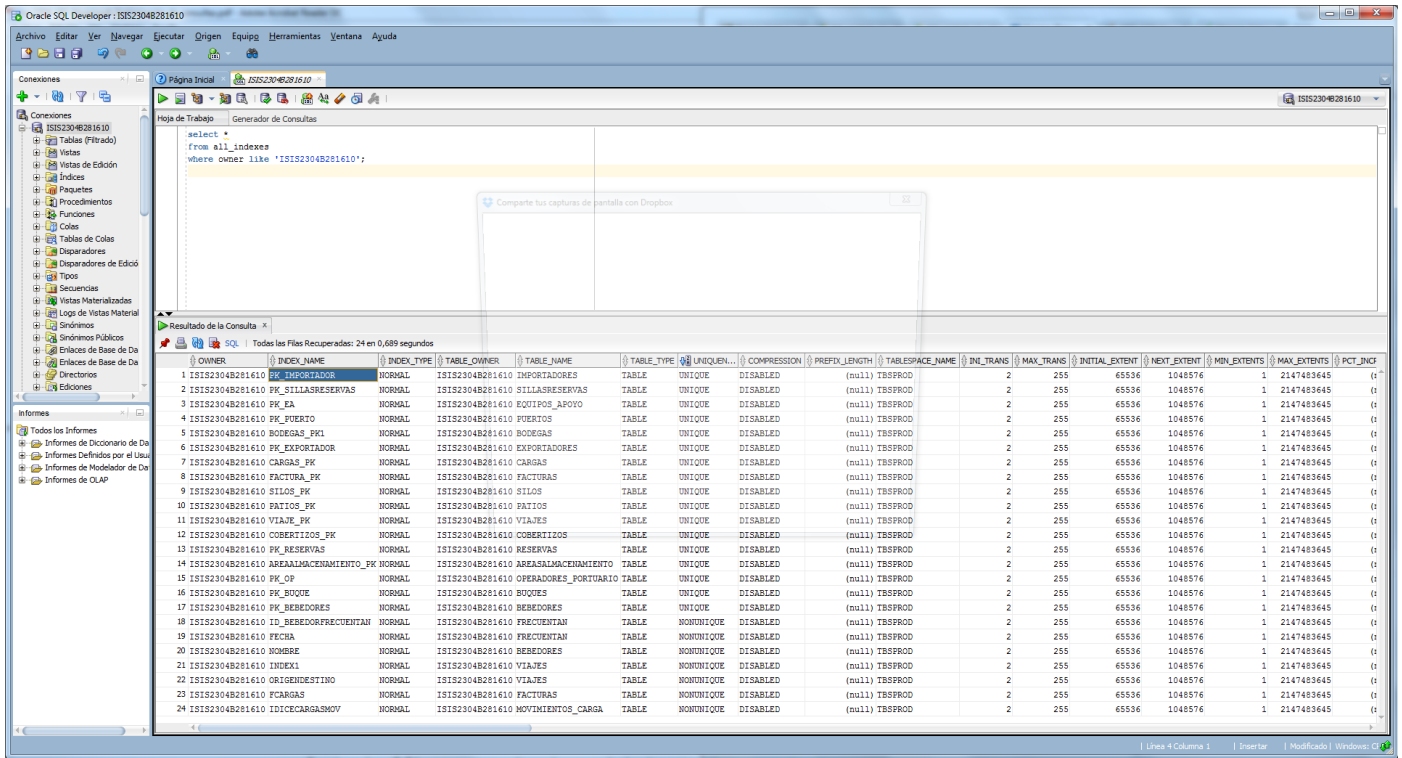 Oracle SQL Developer : ISIS2304B281610
Archivo Editar Ver Navegar Ejecutar Origen Equipo Herramientas Ventana Ayuda
Conexiones
Página Inicial
ISIS2304B281610
ISIS2304B281610
Conexiones
Hoja de Trabajo Generador de Consultas
ISIS2304B281610
Tablas (Filtrado)
Vistas
Vistas de Edición
Índices
Paquetes
Procedimientos
Funciones
Colas
Tablas de Colas
Disparadores
Disparadores de Edició
Tipos
Secuencias
Vistas Materializadas
Logs de Vistas Material
Sinónimos
Sinónimos Públicos
Enlaces de Base de Da
Enlaces de Base de Da
Directorios
Ediciones
select *
from all_indexes
where owner like 'ISIS2304B281610';
Comparte tus capturas de pantalla con Dropbox
Informes
Todos los Informes
Informes de Diccionario de Da
Informes Definidos por el Usua
Informes de Modelador de Da
Informes de OLAP
Resultado de la Consulta
SQL | Todas las Filas Recuperadas: 24 en 0,689 segundos
OWNER INDEX_NAME INDEX_TYPE TABLE_OWNER TABLE_NAME TABLE_TYPE UNIQUEN... COMPRESSION PREFIX_LENGTH TABLESPACE_NAME INI_TRANS MAX_TRANS INITIAL_EXTENT NEXT_EXTENT MIN_EXTENTS MAX_EXTENTS PCT_INCF
1 ISIS2304B281610 PK_IMPORTADOR NORMAL ISIS2304B281610 IMPORTADORES TABLE UNIQUE DISABLED (null) TBSPROD 2 255 65536 1048576 1 2147483645
2 ISIS2304B281610 PK_SILLASRESERVAS NORMAL ISIS2304B281610 SILLASRESERVAS TABLE UNIQUE DISABLED (null) TBSPROD 2 255 65536 1048576 1 2147483645
3 ISIS2304B281610 PK_EA NORMAL ISIS2304B281610 EQUIPOS_APOYO TABLE UNIQUE DISABLED (null) TBSPROD 2 255 65536 1048576 1 2147483645
4 ISIS2304B281610 PK_PUERTO NORMAL ISIS2304B281610 PUERTOS TABLE UNIQUE DISABLED (null) TBSPROD 2 255 65536 1048576 1 2147483645
5 ISIS2304B281610 BODEGAS_PK1 NORMAL ISIS2304B281610 BODEGAS TABLE UNIQUE DISABLED (null) TBSPROD 2 255 65536 1048576 1 2147483645
6 ISIS2304B281610 PK_EXPORTADOR NORMAL ISIS2304B281610 EXPORTADORES TABLE UNIQUE DISABLED (null) TBSPROD 2 255 65536 1048576 1 2147483645
7 ISIS2304B281610 CARGAS_PK NORMAL ISIS2304B281610 CARGAS TABLE UNIQUE DISABLED (null) TBSPROD 2 255 65536 1048576 1 2147483645
8 ISIS2304B281610 FACTURA_PK NORMAL ISIS2304B281610 FACTURAS TABLE UNIQUE DISABLED (null) TBSPROD 2 255 65536 1048576 1 2147483645
9 ISIS2304B281610 SILOS_PK NORMAL ISIS2304B281610 SILOS TABLE UNIQUE DISABLED (null) TBSPROD 2 255 65536 1048576 1 2147483645
10 ISIS2304B281610 PATIOS_PK NORMAL ISIS2304B281610 PATIOS TABLE UNIQUE DISABLED (null) TBSPROD 2 255 65536 1048576 1 2147483645
11 ISIS2304B281610 VIAJE_PK NORMAL ISIS2304B281610 VIAJES TABLE UNIQUE DISABLED (null) TBSPROD 2 255 65536 1048576 1 2147483645
12 ISIS2304B281610 COBERTIZOS_PK NORMAL ISIS2304B281610 COBERTIZOS TABLE UNIQUE DISABLED (null) TBSPROD 2 255 65536 1048576 1 2147483645
13 ISIS2304B281610 PK_RESERVAS NORMAL ISIS2304B281610 RESERVAS TABLE UNIQUE DISABLED (null) TBSPROD 2 255 65536 1048576 1 2147483645
14 ISIS2304B281610 AREAALMACENAMIENTO_PK NORMAL ISIS2304B281610 AREASALMACENAMIENTO TABLE UNIQUE DISABLED (null) TBSPROD 2 255 65536 1048576 1 2147483645
15 ISIS2304B281610 PK_OP NORMAL ISIS2304B281610 OPERADORES_PORTUARIO TABLE UNIQUE DISABLED (null) TBSPROD 2 255 65536 1048576 1 2147483645
16 ISIS2304B281610 PK_BUQUE NORMAL ISIS2304B281610 BUQUES TABLE UNIQUE DISABLED (null) TBSPROD 2 255 65536 1048576 1 2147483645
17 ISIS2304B281610 PK_BEBEDORES NORMAL ISIS2304B281610 BEBEDORES TABLE UNIQUE DISABLED (null) TBSPROD 2 255 65536 1048576 1 2147483645
18 ISIS2304B281610 ID_BEBEDORFRECUENTAN NORMAL ISIS2304B281610 FRECUENTAN TABLE NONUNIQUE DISABLED (null) TBSPROD 2 255 65536 1048576 1 2147483645
19 ISIS2304B281610 FECHA NORMAL ISIS2304B281610 FRECUENTAN TABLE NONUNIQUE DISABLED (null) TBSPROD 2 255 65536 1048576 1 2147483645
20 ISIS2304B281610 NOMBRE NORMAL ISIS2304B281610 BEBEDORES TABLE NONUNIQUE DISABLED (null) TBSPROD 2 255 65536 1048576 1 2147483645
21 ISIS2304B281610 INDEX1 NORMAL ISIS2304B281610 VIAJES TABLE NONUNIQUE DISABLED (null) TBSPROD 2 255 65536 1048576 1 2147483645
22 ISIS2304B281610 ORIGENDESTINO NORMAL ISIS2304B281610 VIAJES TABLE NONUNIQUE DISABLED (null) TBSPROD 2 255 65536 1048576 1 2147483645
23 ISIS2304B281610 FCARGAS NORMAL ISIS2304B281610 FACTURAS TABLE NONUNIQUE DISABLED (null) TBSPROD 2 255 65536 1048576 1 2147483645
24 ISIS2304B281610 IDICECARGASMOV NORMAL ISIS2304B281610 MOVIMIENTOS_CARGA TABLE NONUNIQUE DISABLED (null) TBSPROD 2 255 65536 1048576 1 2147483645
| Línea 4 Columna 1 | Insertar | Modificado | Windows: